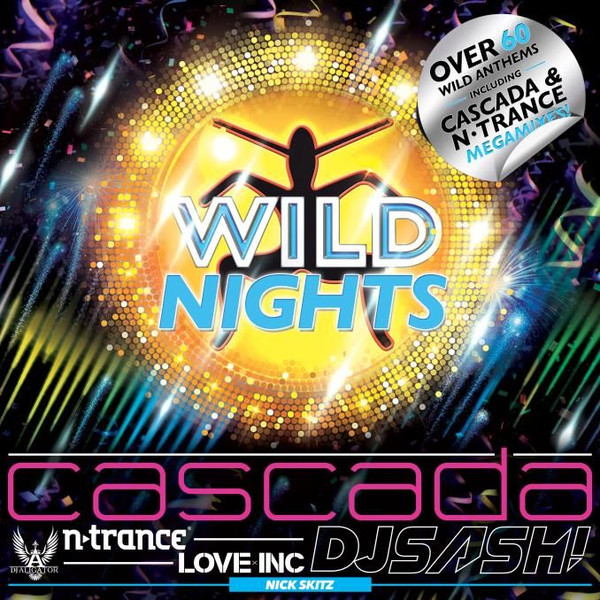 OVER 60
WILD ANTHEMS
INCLUDING
CASCADA &
N•TRANCE
MEGAMIXES!
WILD
NIGHTS
cascada
DJ ALIGATOR
n•trance®
LOVE INC
DJ SASH!
NICK SKITZ